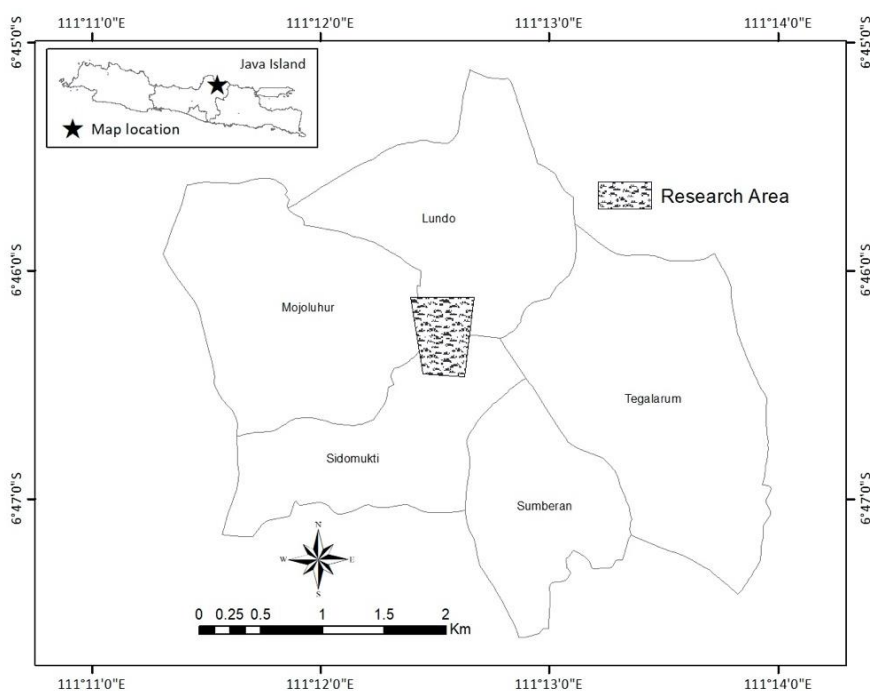 111°11'0"E 111°12'0"E 111°13'0"E 111°14'0"E
6°45'0"S
6°45'0"S
Java Island
Map location
Research Area
Lundo
6°46'0"S
6°46'0"S
Mojoluhur
Tegalarum
Sidomukti
6°47'0"S
6°47'0"S
Sumberan
N
W
E
S
0 0.25 0.5 1 1.5 2
Km
111°11'0"E 111°12'0"E 111°13'0"E 111°14'0"E